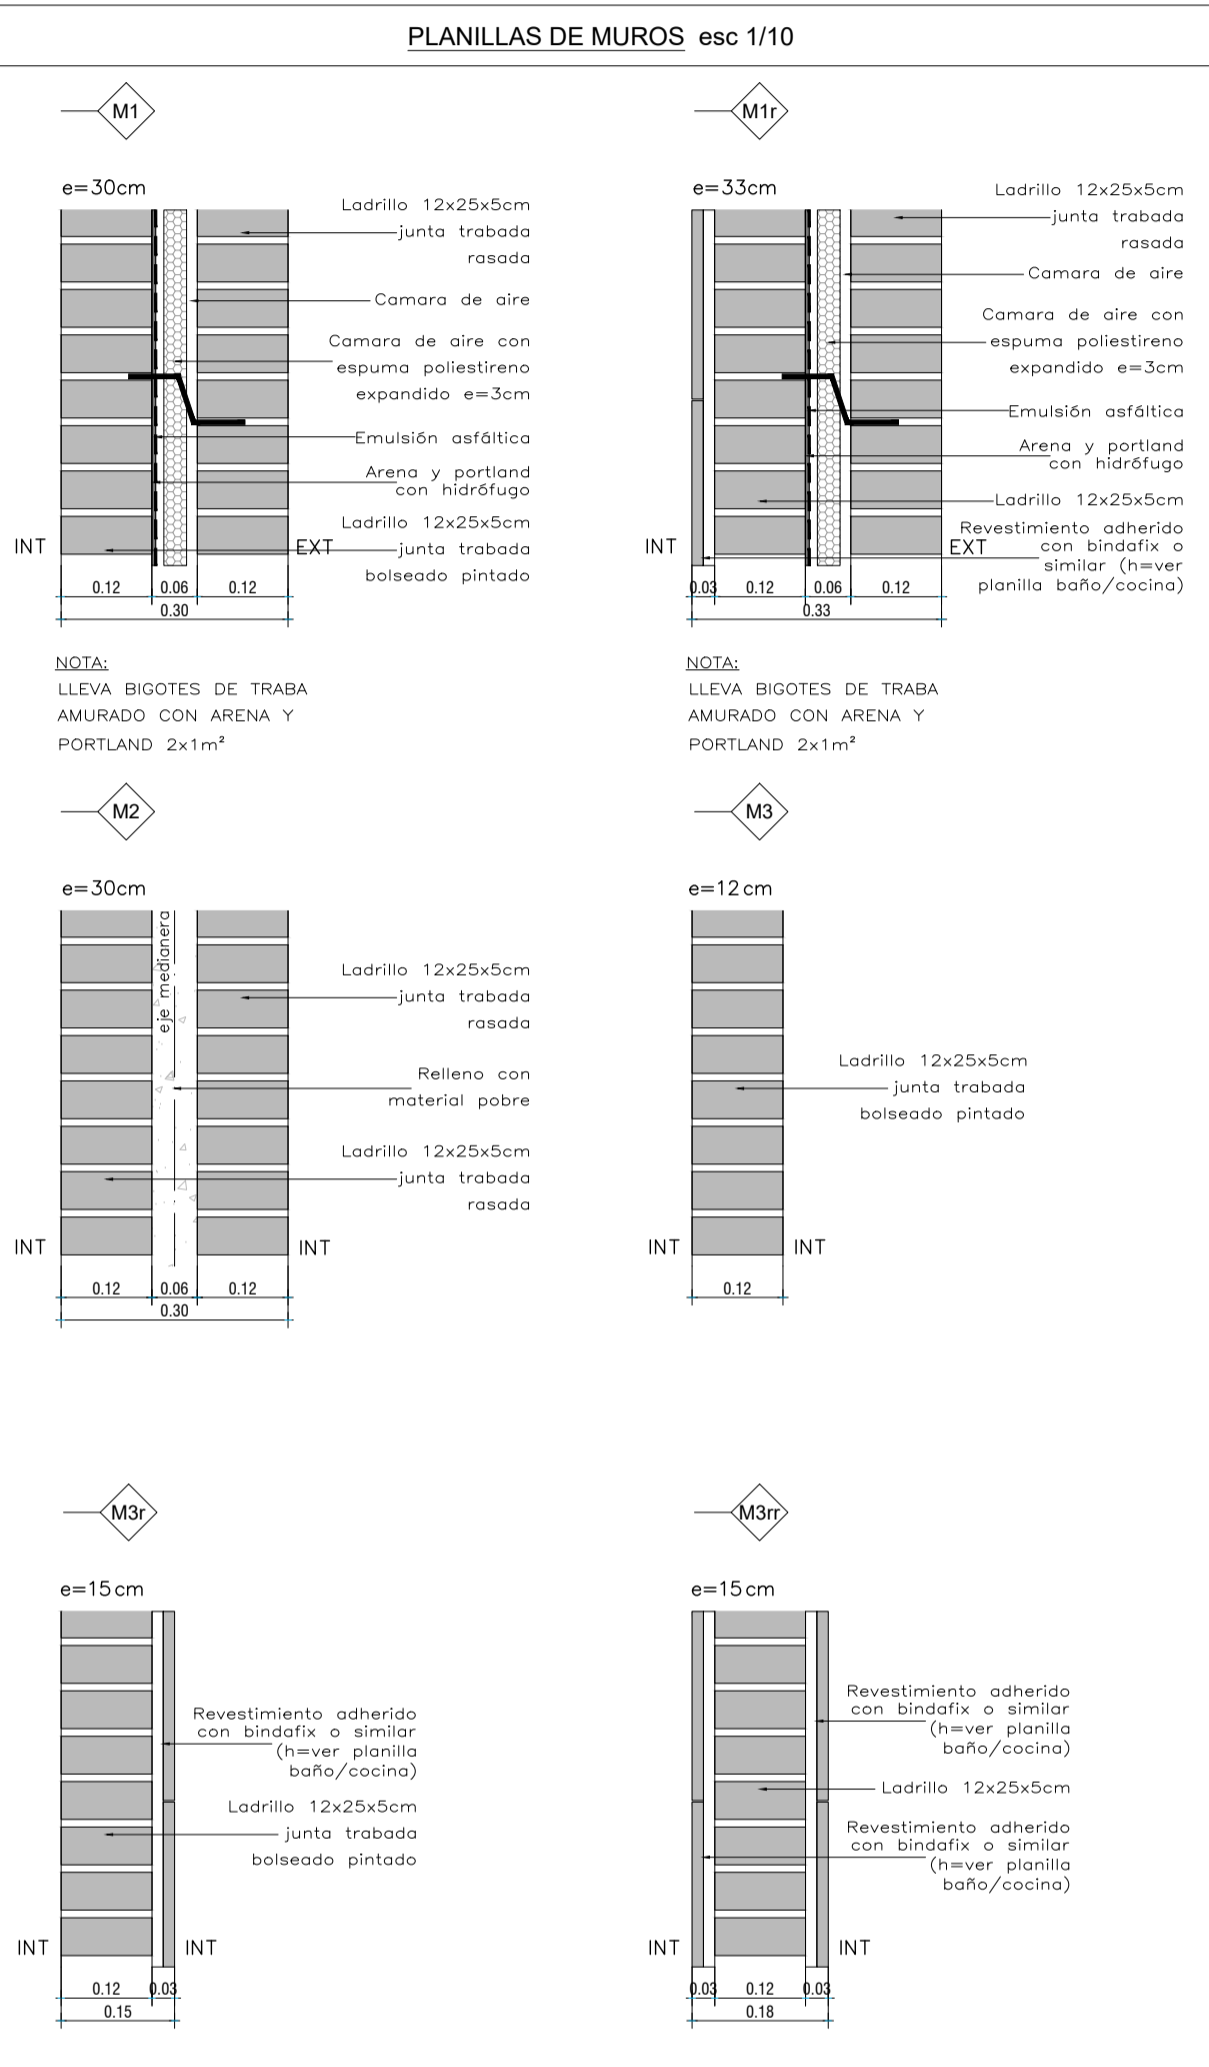 PLANILLAS DE MUROS esc 1/10
M1
e=30cm
Ladrillo 12x25x5cm
junta trabada
rasada
Camara de aire
Camara de aire con
espuma poliestireno
expandido e=3cm
Emulsión asfáltica
Arena y portland
con hidrófugo
Ladrillo 12x25x5cm
junta trabada
bolseado pintado
INT
EXT
0.12
0.06
0.12
0.30
NOTA:
LLEVA BIGOTES DE TRABA
AMURADO CON ARENA Y
PORTLAND 2x1m²
M1r
e=33cm
Ladrillo 12x25x5cm
junta trabada
rasada
Camara de aire
Camara de aire con
espuma poliestireno
expandido e=3cm
Emulsión asfáltica
Arena y portland
con hidrófugo
Ladrillo 12x25x5cm
Revestimiento adherido
con bindafix o
similar (h=ver
planilla baño/cocina)
INT
EXT
0.03
0.12
0.06
0.12
0.33
NOTA:
LLEVA BIGOTES DE TRABA
AMURADO CON ARENA Y
PORTLAND 2x1m²
M2
e=30cm
eje medianera
Ladrillo 12x25x5cm
junta trabada
rasada
Relleno con
material pobre
Ladrillo 12x25x5cm
junta trabada
rasada
INT
INT
0.12
0.06
0.12
0.30
M3
e=12cm
Ladrillo 12x25x5cm
junta trabada
bolseado pintado
INT
INT
0.12
M3r
e=15cm
Revestimiento adherido
con bindafix o similar
(h=ver planilla
baño/cocina)
Ladrillo 12x25x5cm
junta trabada
bolseado pintado
INT
INT
0.12
0.03
0.15
M3rr
e=15cm
Revestimiento adherido
con bindafix o similar
(h=ver planilla
baño/cocina)
Ladrillo 12x25x5cm
Revestimiento adherido
con bindafix o similar
(h=ver planilla
baño/cocina)
INT
INT
0.03
0.12
0.03
0.18